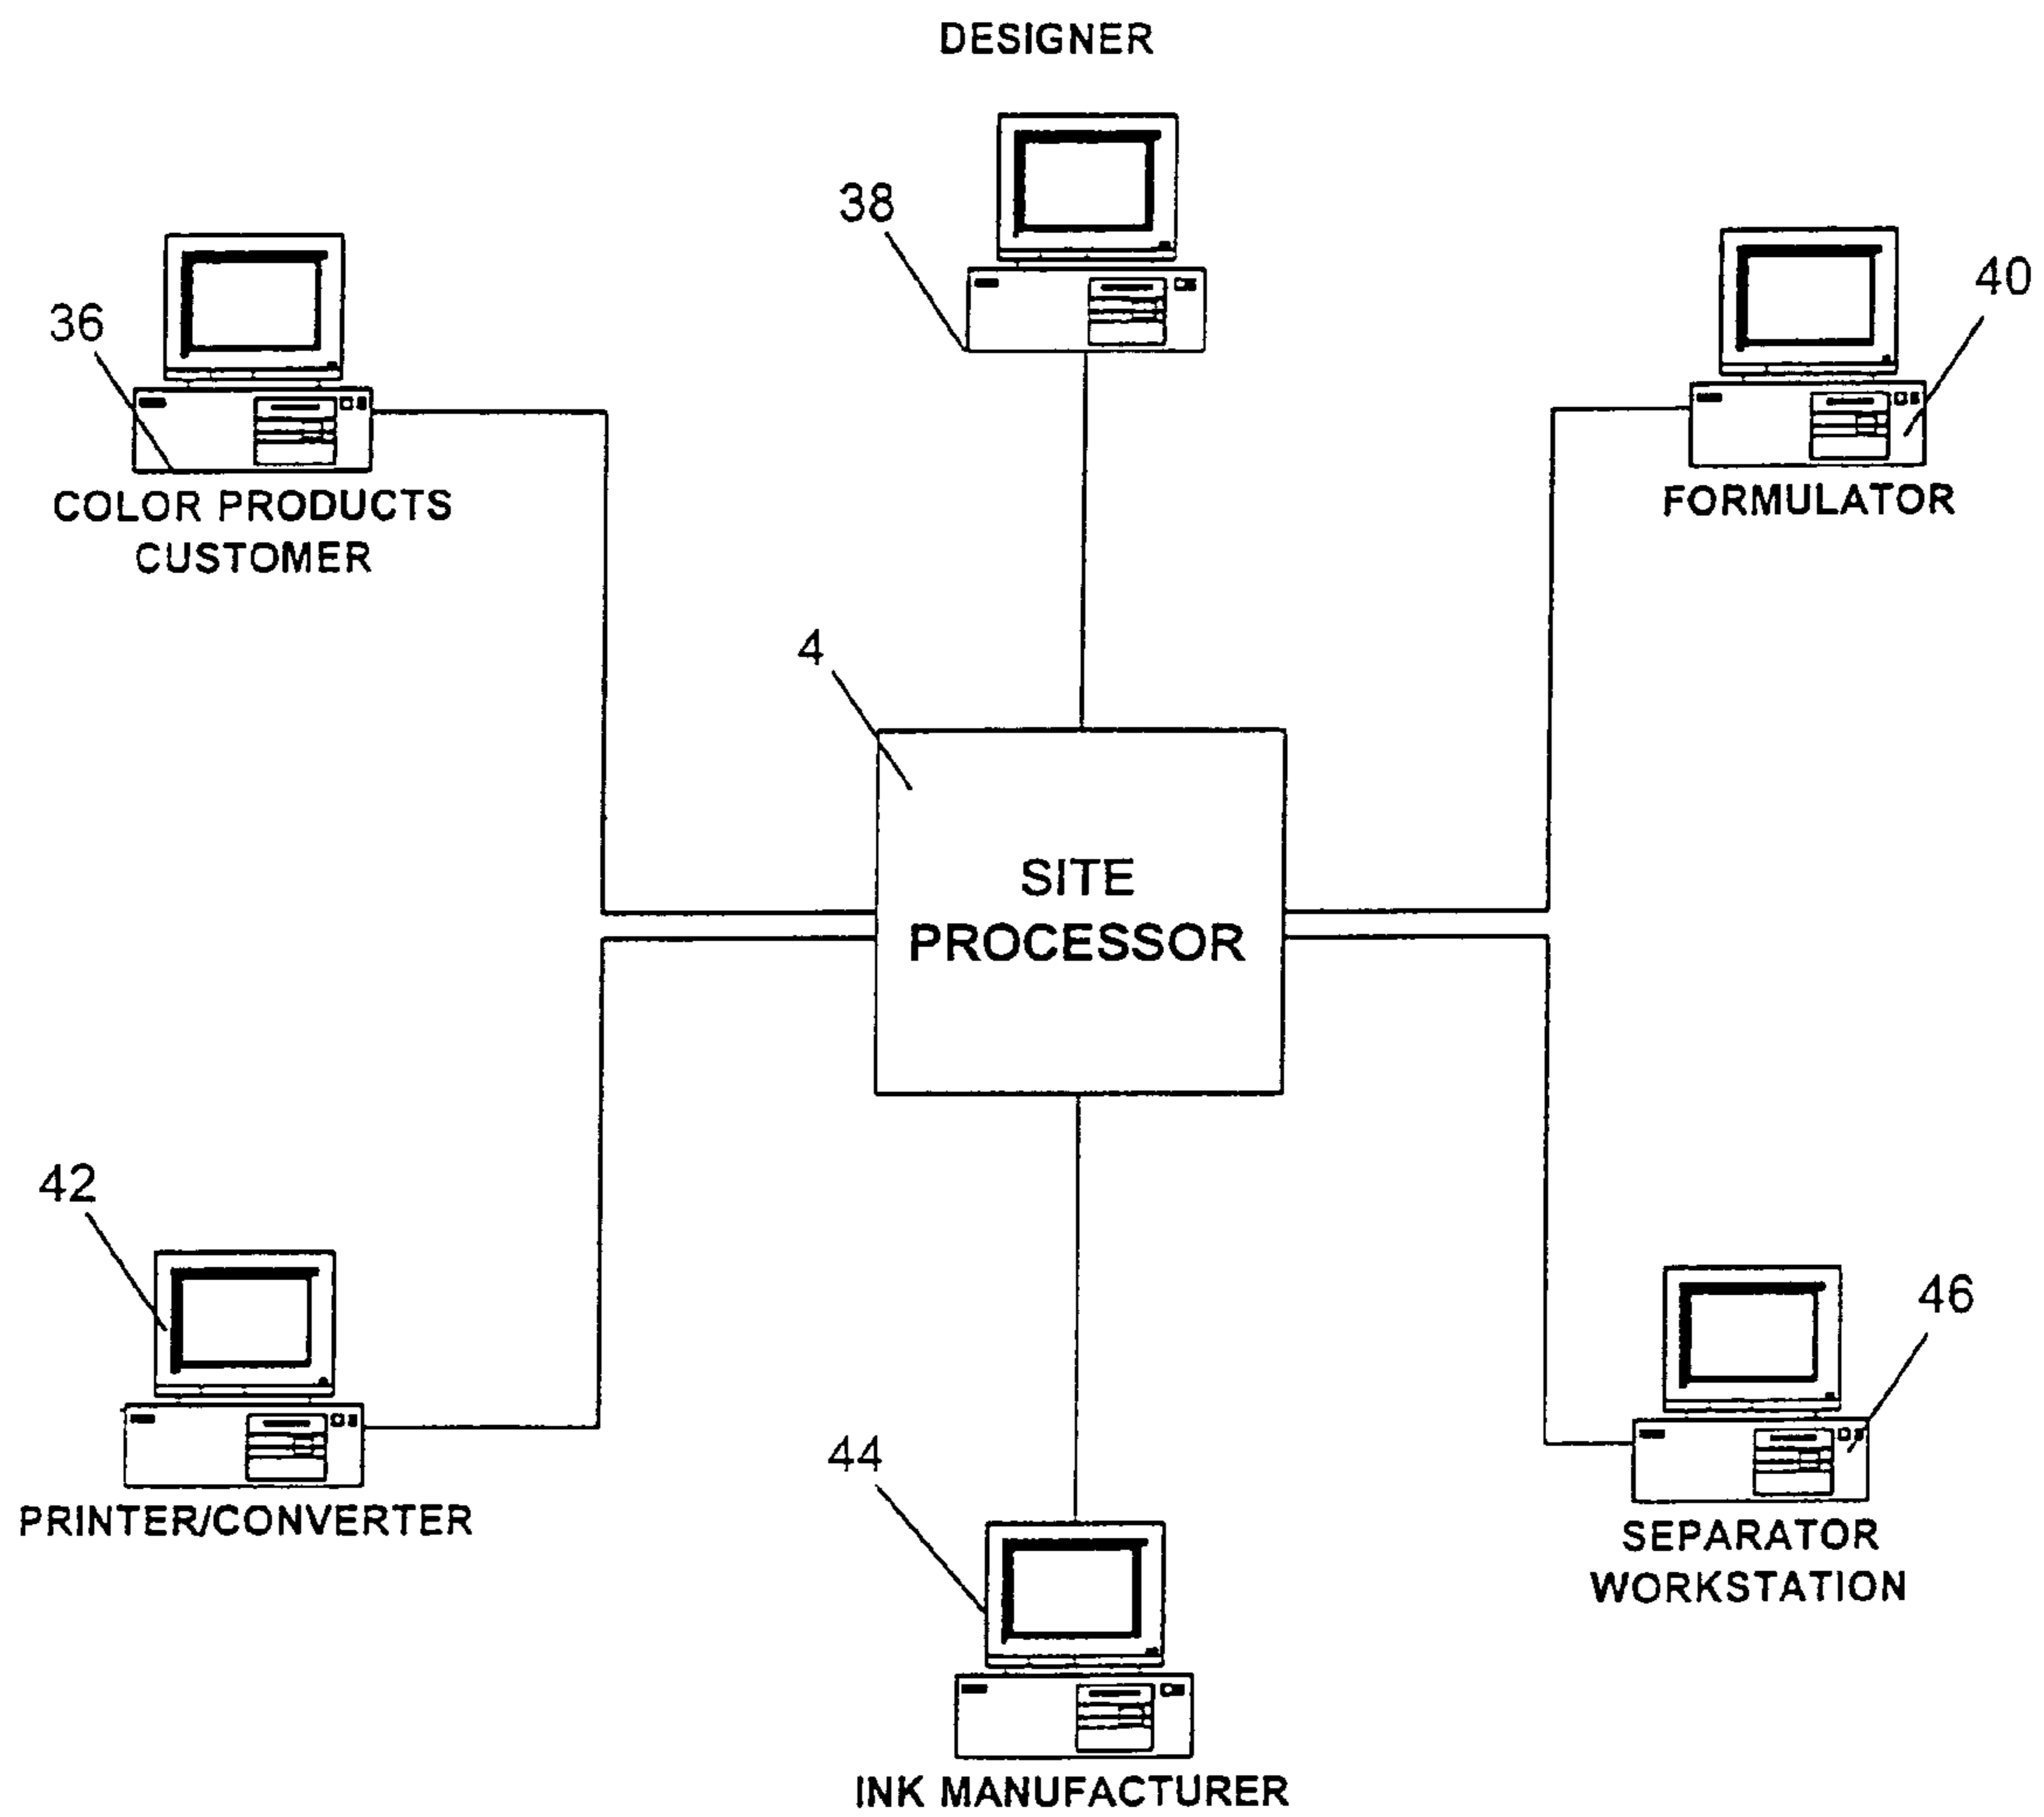 DESIGNER
38
36
40
COLOR PRODUCTS
CUSTOMER
FORMULATOR
4
SITE
PROCESSOR
42
46
PRINTER/CONVERTER
44
SEPARATOR
WORKSTATION
INK MANUFACTURER